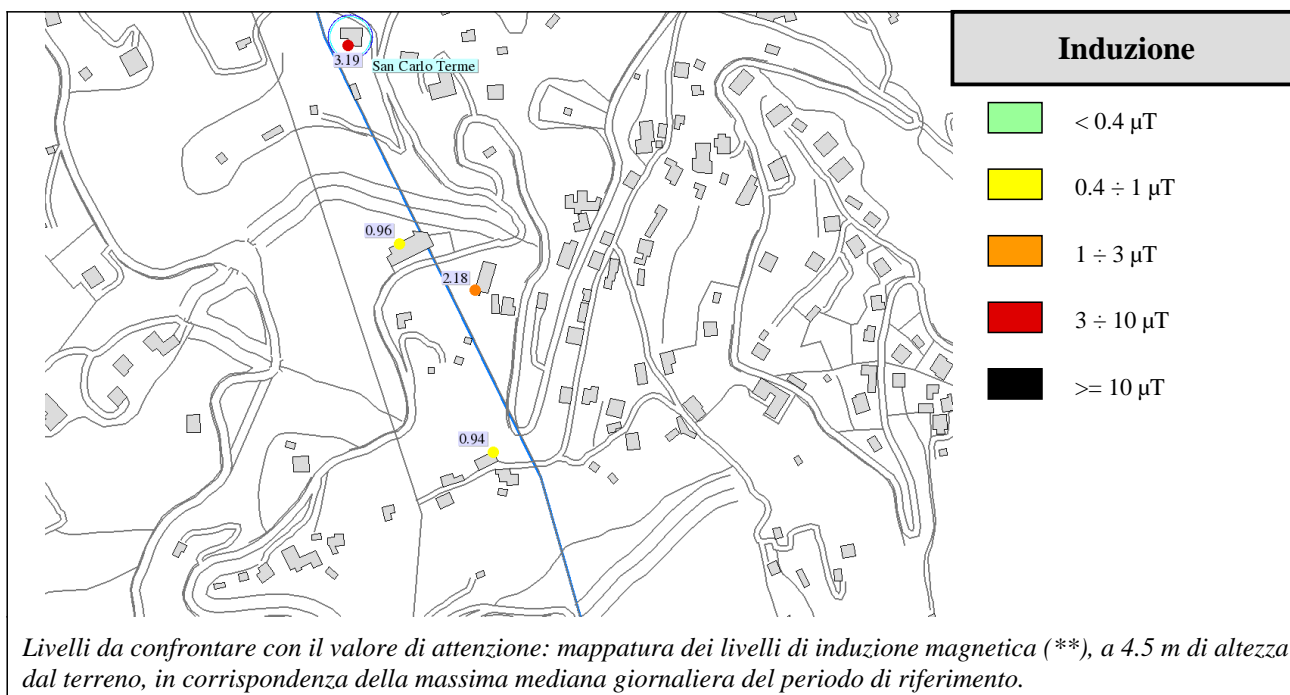 Induzione
3.19
San Carlo Terme
< 0.4 µT
0.4 ÷ 1 µT
0.96
1 ÷ 3 µT
2.18
3 ÷ 10 µT
>= 10 µT
0.94
Livelli da confrontare con il valore di attenzione: mappatura dei livelli di induzione magnetica (**), a 4.5 m di altezza
dal terreno, in corrispondenza della massima mediana giornaliera del periodo di riferimento.